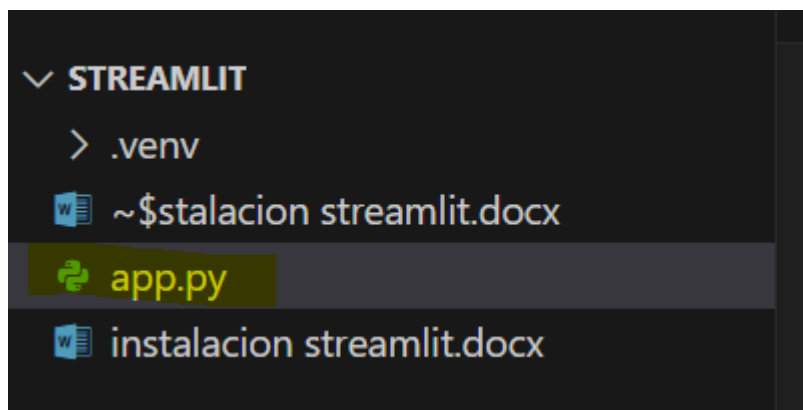 STREAMLIT
.venv
~$stalacion streamlit.docx
app.py
instalacion streamlit.docx